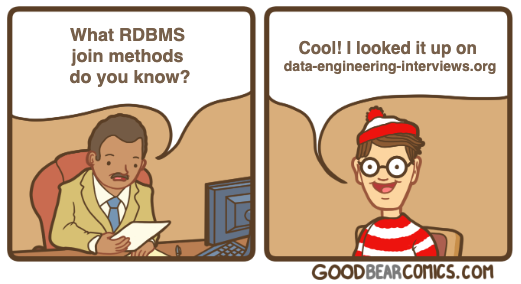 What RDBMS
join methods
do you know?
Cool! I looked it up on
data-engineering-interviews.org
GOODBEARCOMICS.COM